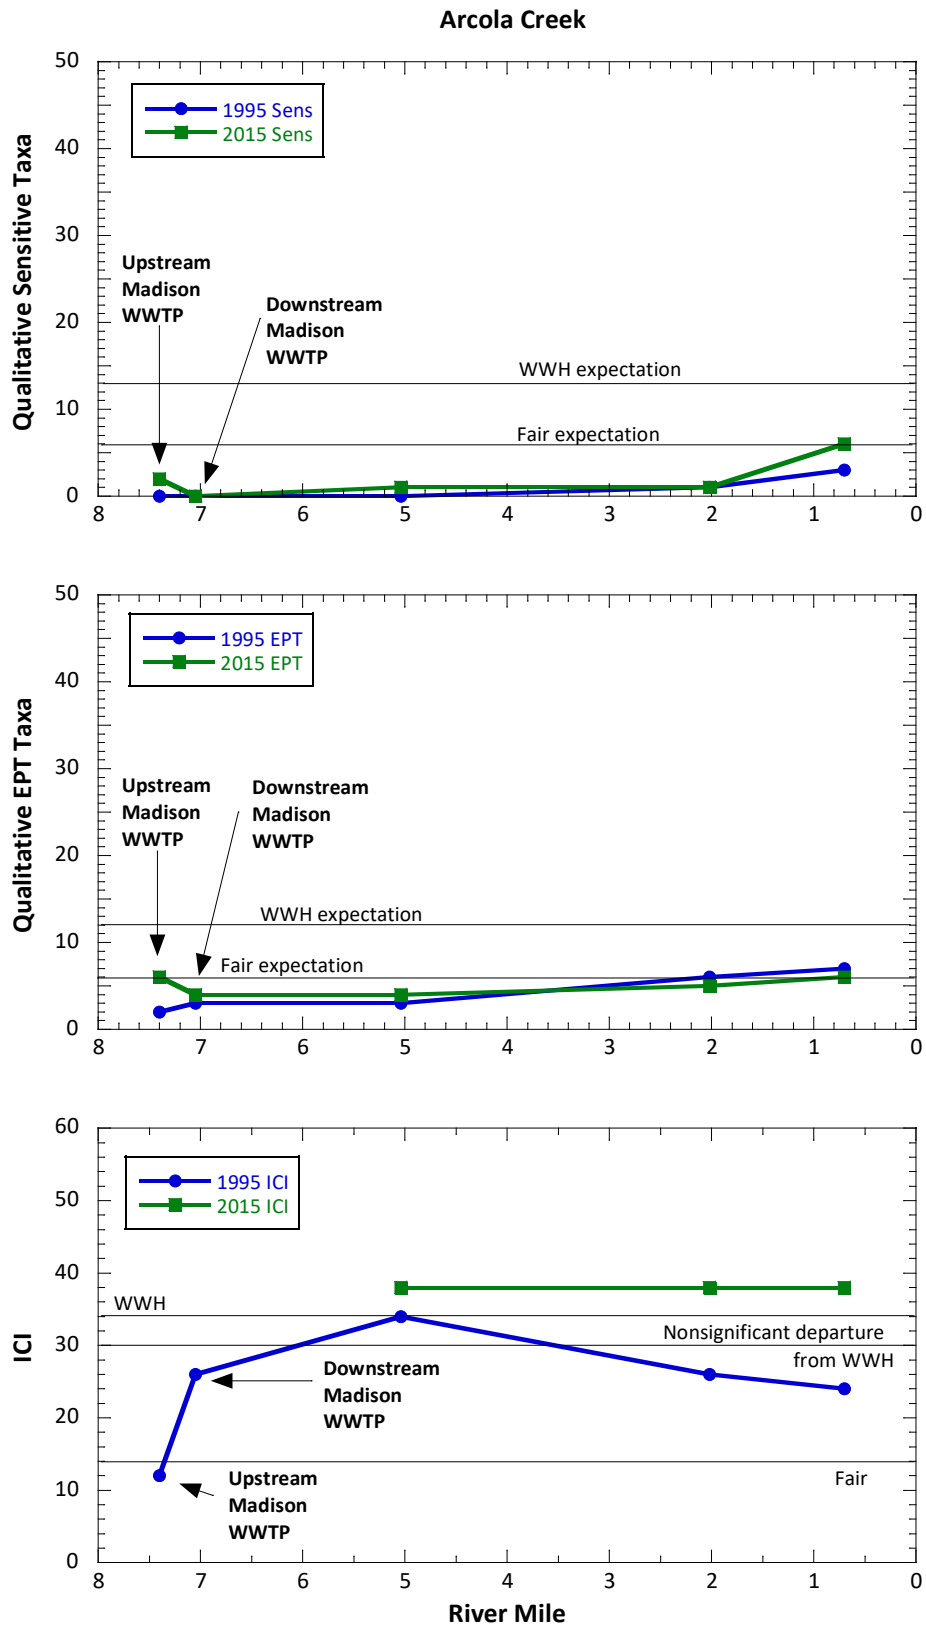 Arcola Creek
50
40
30
20
10
0
Qualitative Sensitive Taxa
1995 Sens
2015 Sens
Upstream
Madison
WWTP
Downstream
Madison
WWTP
WWH expectation
Fair expectation
8 7 6 5 4 3 2 1 0
50
40
30
20
10
0
Qualitative EPT Taxa
1995 EPT
2015 EPT
Upstream
Madison
WWTP
Downstream
Madison
WWTP
WWH expectation
Fair expectation
8 7 6 5 4 3 2 1 0
60
50
40
30
20
10
0
ICI
1995 ICI
2015 ICI
WWH
Nonsignificant departure
from WWH
Downstream
Madison
WWTP
Fair
Upstream
Madison
WWTP
8 7 6 5 4 3 2 1 0
River Mile